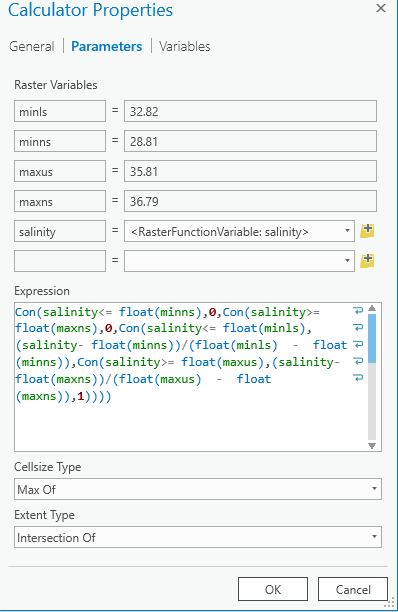 Calculator Properties
General | Parameters | Variables
Raster Variables
minls = 32.82
minns = 28.81
maxus = 35.81
maxns = 36.79
salinity = <RasterFunctionVariable: salinity>
=
Expression
Con(salinity<= float(minns),0,Con(salinity>=
float(maxns),0,Con(salinity<= float(minls),
(salinity- float(minns))/(float(minls) - float
(minns)),Con(salinity>= float(maxus),(salinity-
float(maxns))/(float(maxus) - float
(maxns)),1))))
Cellsize Type
Max Of
Extent Type
Intersection Of
OK Cancel